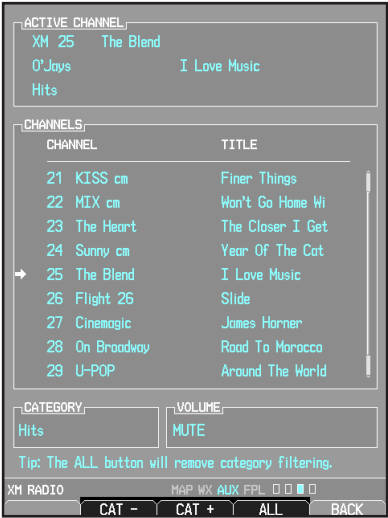 ACTIVE CHANNEL
XM 25 The Blend
O'Jays I Love Music
Hits
CHANNELS
CHANNEL TITLE
21 KISS cm Finer Things
22 MIX cm Won't Go Home Wi
23 The Heart The Closer I Get
24 Sunny cm Year Of The Cat
25 The Blend I Love Music
26 Flight 26 Slide
27 Cinemagic James Horner
28 On Broadway Road To Morocco
29 U-POP Around The World
CATEGORY VOLUME
Hits MUTE
Tip: The ALL button will remove category filtering.
XM RADIO MAP WX AUX FPL
CAT - CAT + ALL BACK